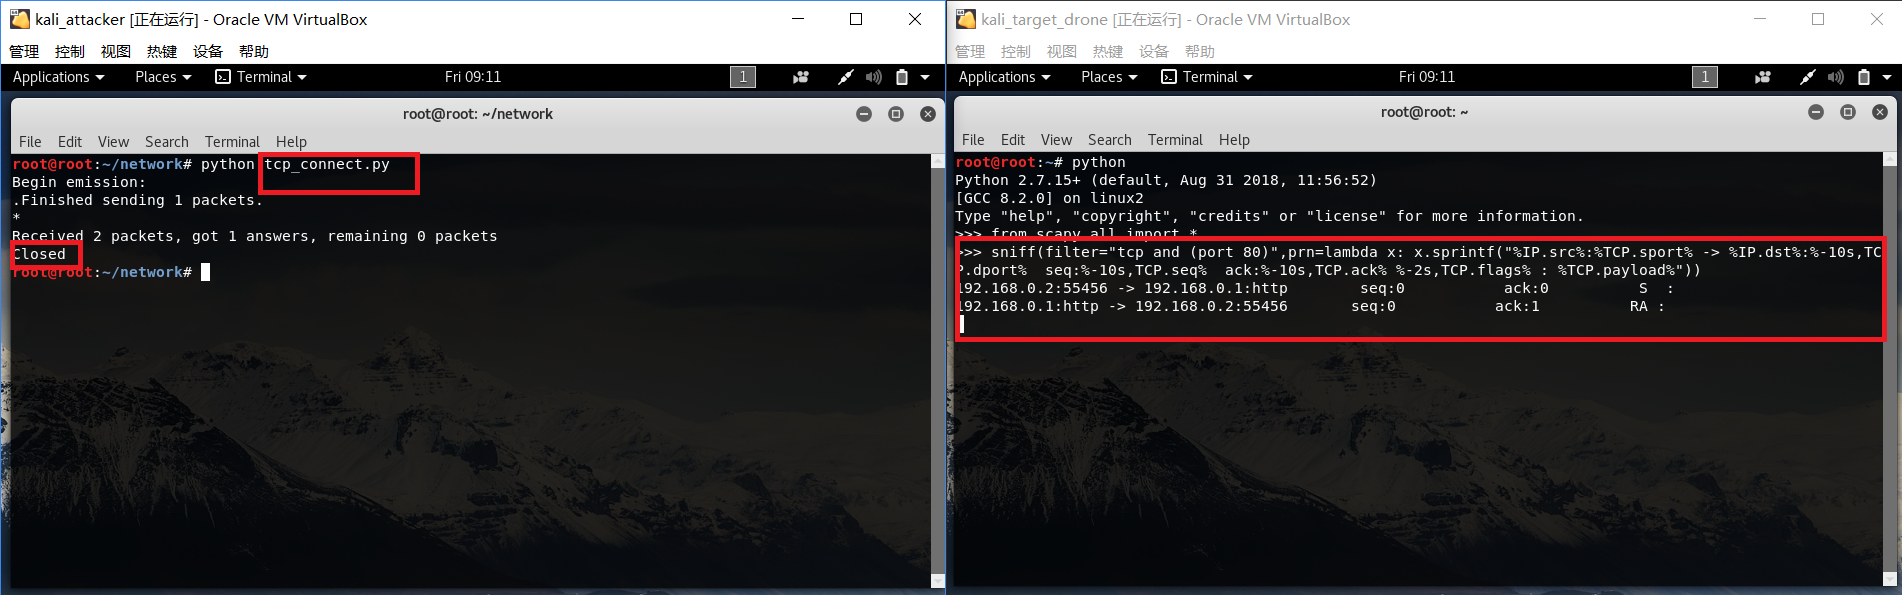 kali_attacker [正在运行] - Oracle VM VirtualBox
管理 控制 视图 热键 设备 帮助
Applications Places Terminal Fri 09:11 1
root@root: ~/network
File Edit View Search Terminal Help
root@root:~/network# python tcp_connect.py
Begin emission:
.Finished sending 1 packets.
*
Received 2 packets, got 1 answers, remaining 0 packets
Closed
root@root:~/network#
kali_target_drone [正在运行] - Oracle VM VirtualBox
管理 控制 视图 热键 设备 帮助
Applications Places Terminal Fri 09:11 1
root@root: ~
File Edit View Search Terminal Help
root@root:~# python
Python 2.7.15+ (default, Aug 31 2018, 11:56:52)
[GCC 8.2.0] on linux2
Type "help", "copyright", "credits" or "license" for more information.
>>> from scapy.all import *
>>> sniff(filter="tcp and (port 80)",prn=lambda x: x.sprintf("%IP.src%:%TCP.sport% -> %IP.dst%:%-10s,TC
P.dport%  seq:%-10s,TCP.seq%  ack:%-10s,TCP.ack% %-2s,TCP.flags% : %TCP.payload%"))
192.168.0.2:55456 -> 192.168.0.1:http        seq:0           ack:0          S  :
192.168.0.1:http -> 192.168.0.2:55456       seq:0           ack:1          RA :